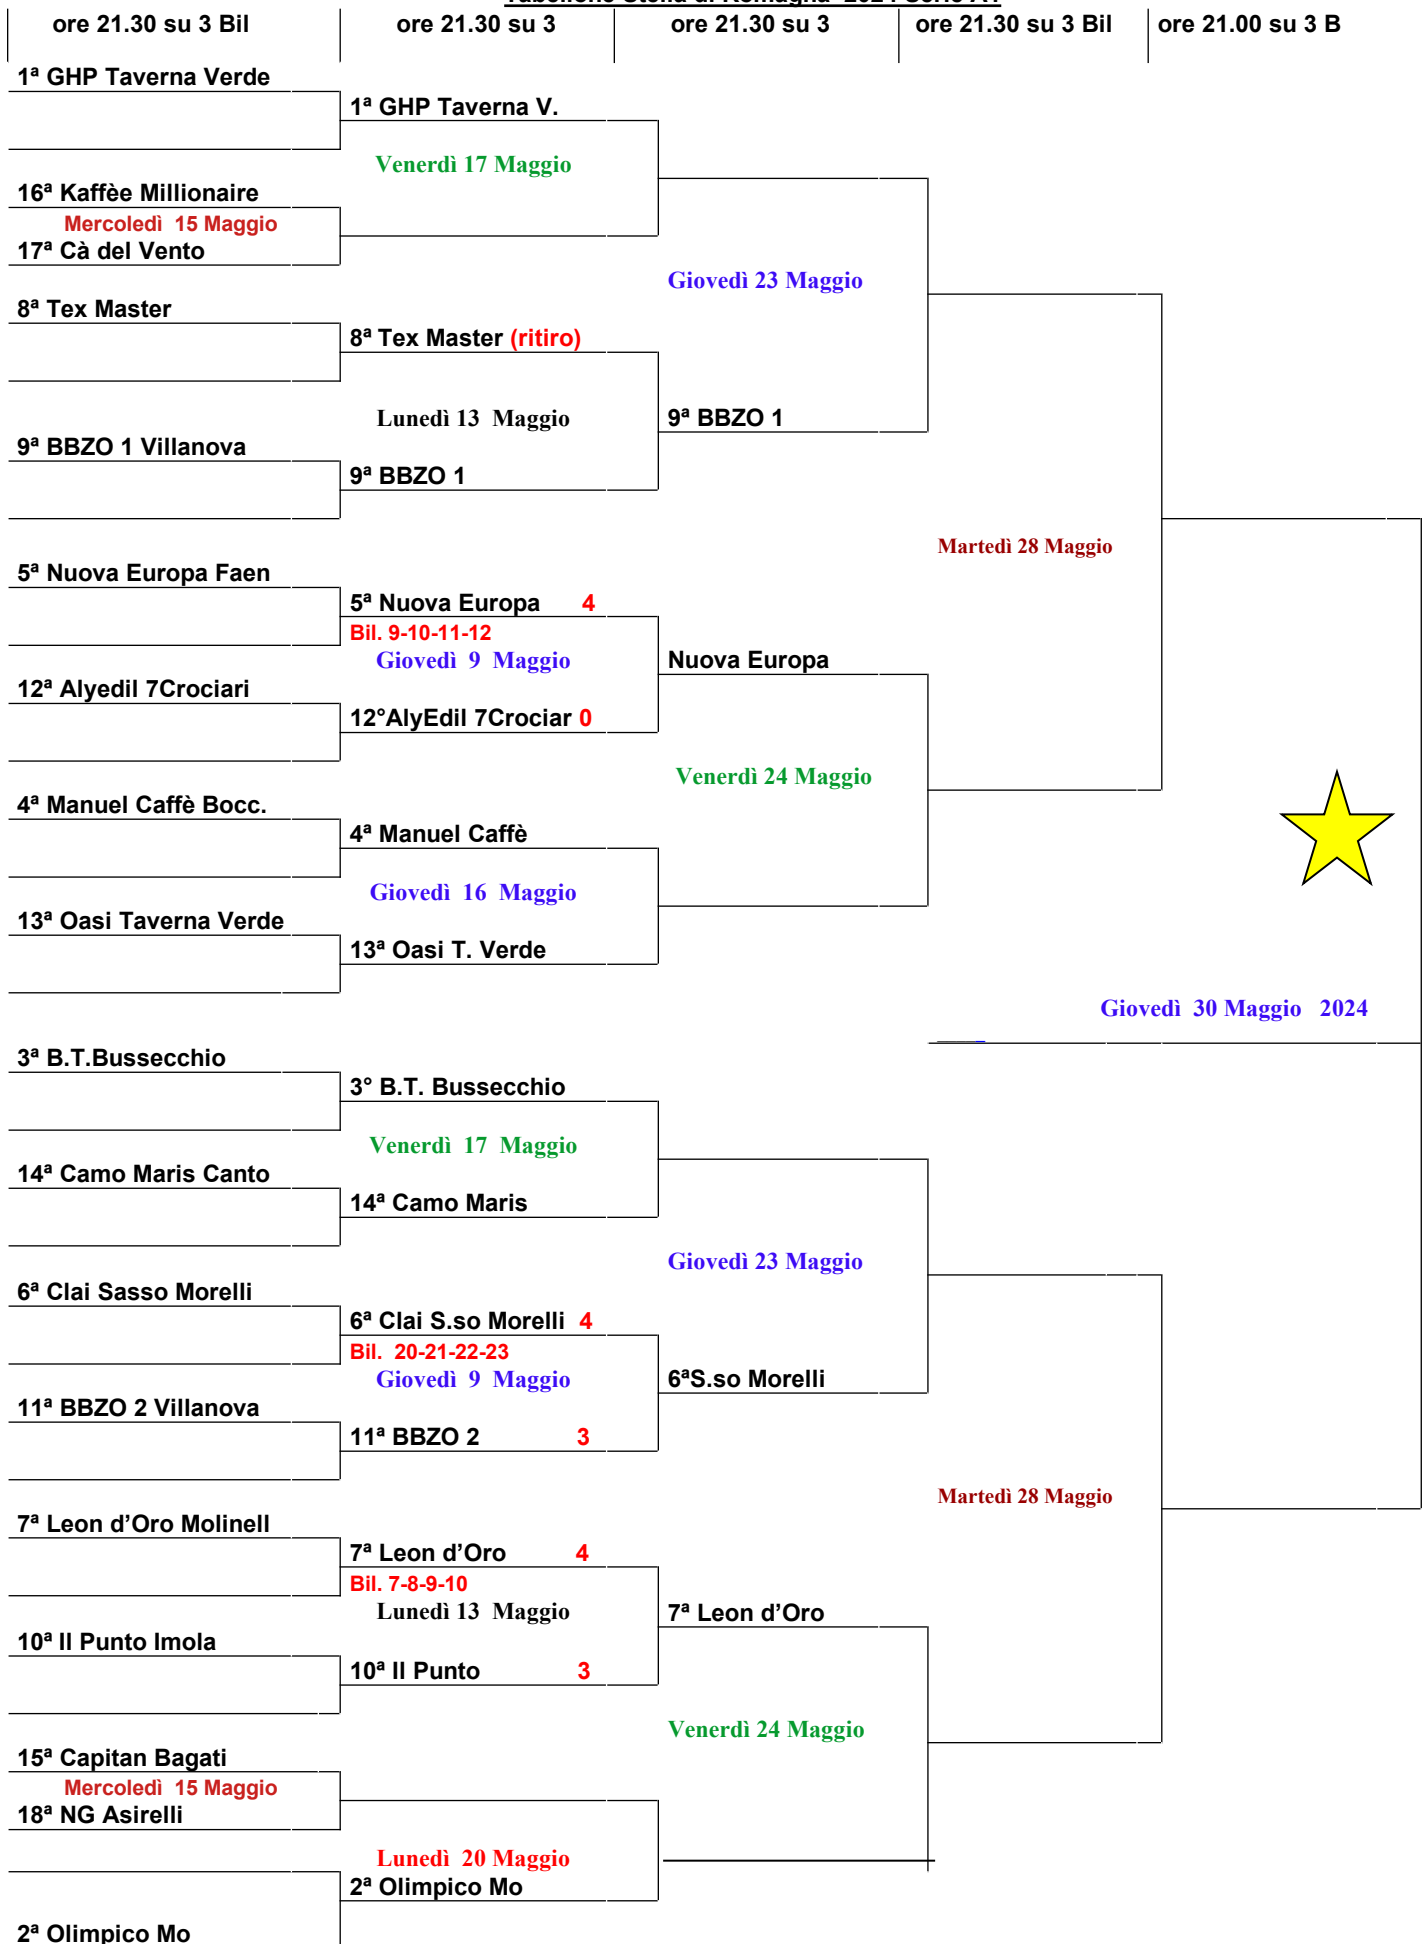 Tabellone Stella di Romagna 2024 Serie A1
ore 21.30 su 3 Bil
ore 21.30 su 3
ore 21.30 su 3
ore 21.30 su 3 Bil
ore 21.00 su 3 B
1ª GHP Taverna Verde
1ª GHP Taverna V.
Venerdì 17 Maggio
16ª Kaffèe Millionaire
Mercoledì 15 Maggio
17ª Cà del Vento
Giovedì 23 Maggio
8ª Tex Master
8ª Tex Master (ritiro)
Lunedì 13 Maggio
9ª BBZO 1
9ª BBZO 1 Villanova
9ª BBZO 1
Martedì 28 Maggio
5ª Nuova Europa Faen
5ª Nuova Europa 4
Bil. 9-10-11-12
Giovedì 9 Maggio
Nuova Europa
12ª Alyedil 7Crociari
12°AlyEdil 7Crociar 0
Venerdì 24 Maggio
4ª Manuel Caffè Bocc.
4ª Manuel Caffè
Giovedì 16 Maggio
13ª Oasi Taverna Verde
13ª Oasi T. Verde
Giovedì 30 Maggio 2024
3ª B.T.Bussecchio
3° B.T. Bussecchio
Venerdì 17 Maggio
14ª Camo Maris Canto
14ª Camo Maris
Giovedì 23 Maggio
6ª Clai Sasso Morelli
6ª Clai S.so Morelli 4
Bil. 20-21-22-23
Giovedì 9 Maggio
6ªS.so Morelli
11ª BBZO 2 Villanova
11ª BBZO 2 3
Martedì 28 Maggio
7ª Leon d’Oro Molinell
7ª Leon d’Oro 4
Bil. 7-8-9-10
Lunedì 13 Maggio
7ª Leon d’Oro
10ª Il Punto Imola
10ª Il Punto 3
Venerdì 24 Maggio
15ª Capitan Bagati
Mercoledì 15 Maggio
18ª NG Asirelli
Lunedì 20 Maggio
2ª Olimpico Mo
2ª Olimpico Mo